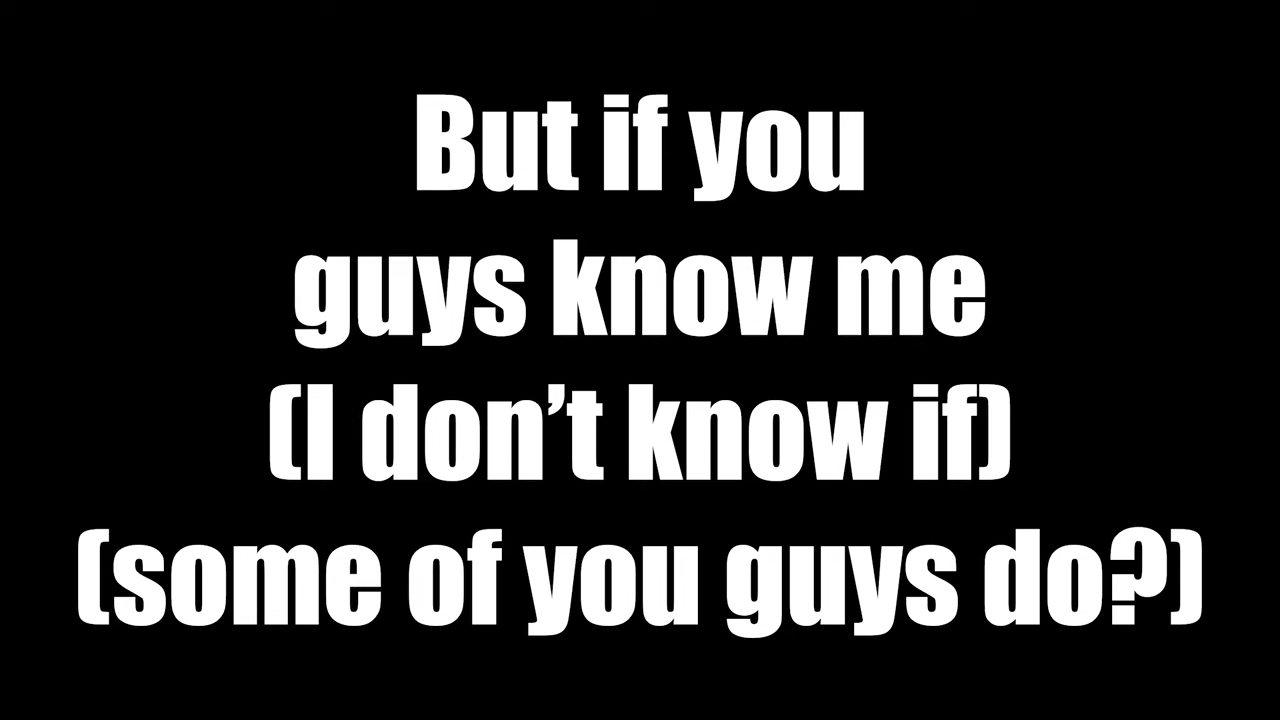 But if you
guys know me
(I don’t know if)
(some of you guys do?)